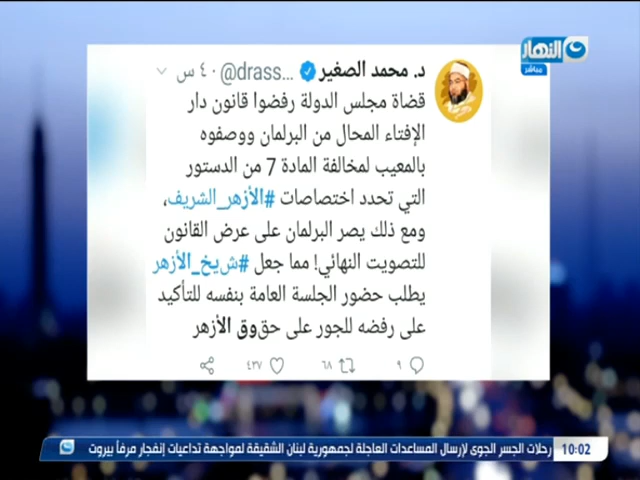 النهار
مباشر
د. محمد الصغير @drass... · ٤٠ س
قضاة مجلس الدولة رفضوا قانون دار
الإفتاء المحال من البرلمان ووصفوه
بالمعيب لمخالفة المادة 7 من الدستور
التي تحدد اختصاصات #الأزهر_الشريف،
ومع ذلك يصر البرلمان على عرض القانون
للتصويت النهائي! مما جعل #شيخ_الأزهر
يطلب حضور الجلسة العامة بنفسه للتأكيد
على رفضه للجور على حقوق الأزهر
٩ ٦٨ ٤٣٧
10:02 رحلات الجسر الجوى لإرسال المساعدات العاجلة لجمهورية لبنان الشقيقة لمواجهة تداعيات إنفجار مرفأ بيروت